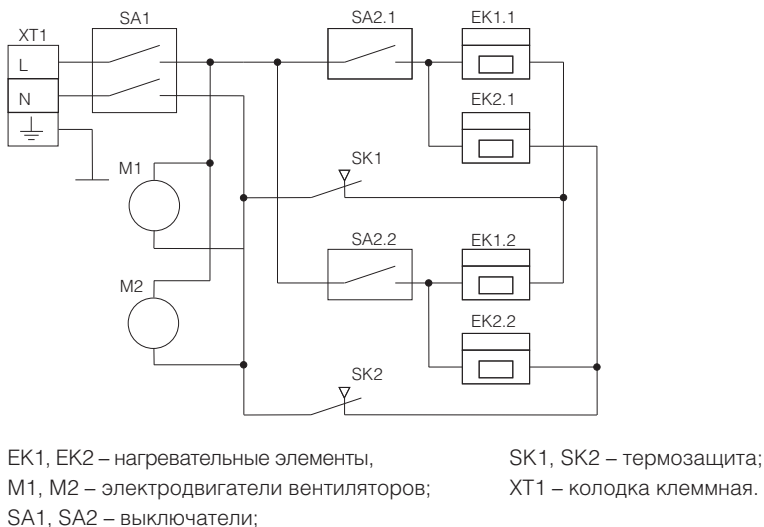 SA1
SA2.1
EK1.1
XT1
L
N
EK2.1
M1
SK1
SA2.2
EK1.2
M2
EK2.2
SK2
EK1, EK2 – нагревательные элементы,
M1, M2 – электродвигатели вентиляторов;
SA1, SA2 – выключатели;
SK1, SK2 – термозащита;
XT1 – колодка клеммная.